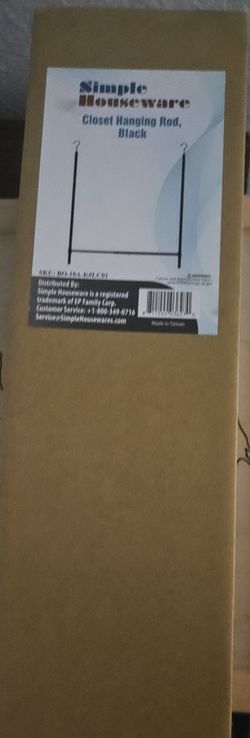 Simple
Houseware
Closet Hanging Rod,
Black
Distributed By:
Simple Houseware is a registered
trademark of EP Family Corp.
Customer Service: +1-800-349-0716
Service@SimpleHousewares.com
Made in Taiwan